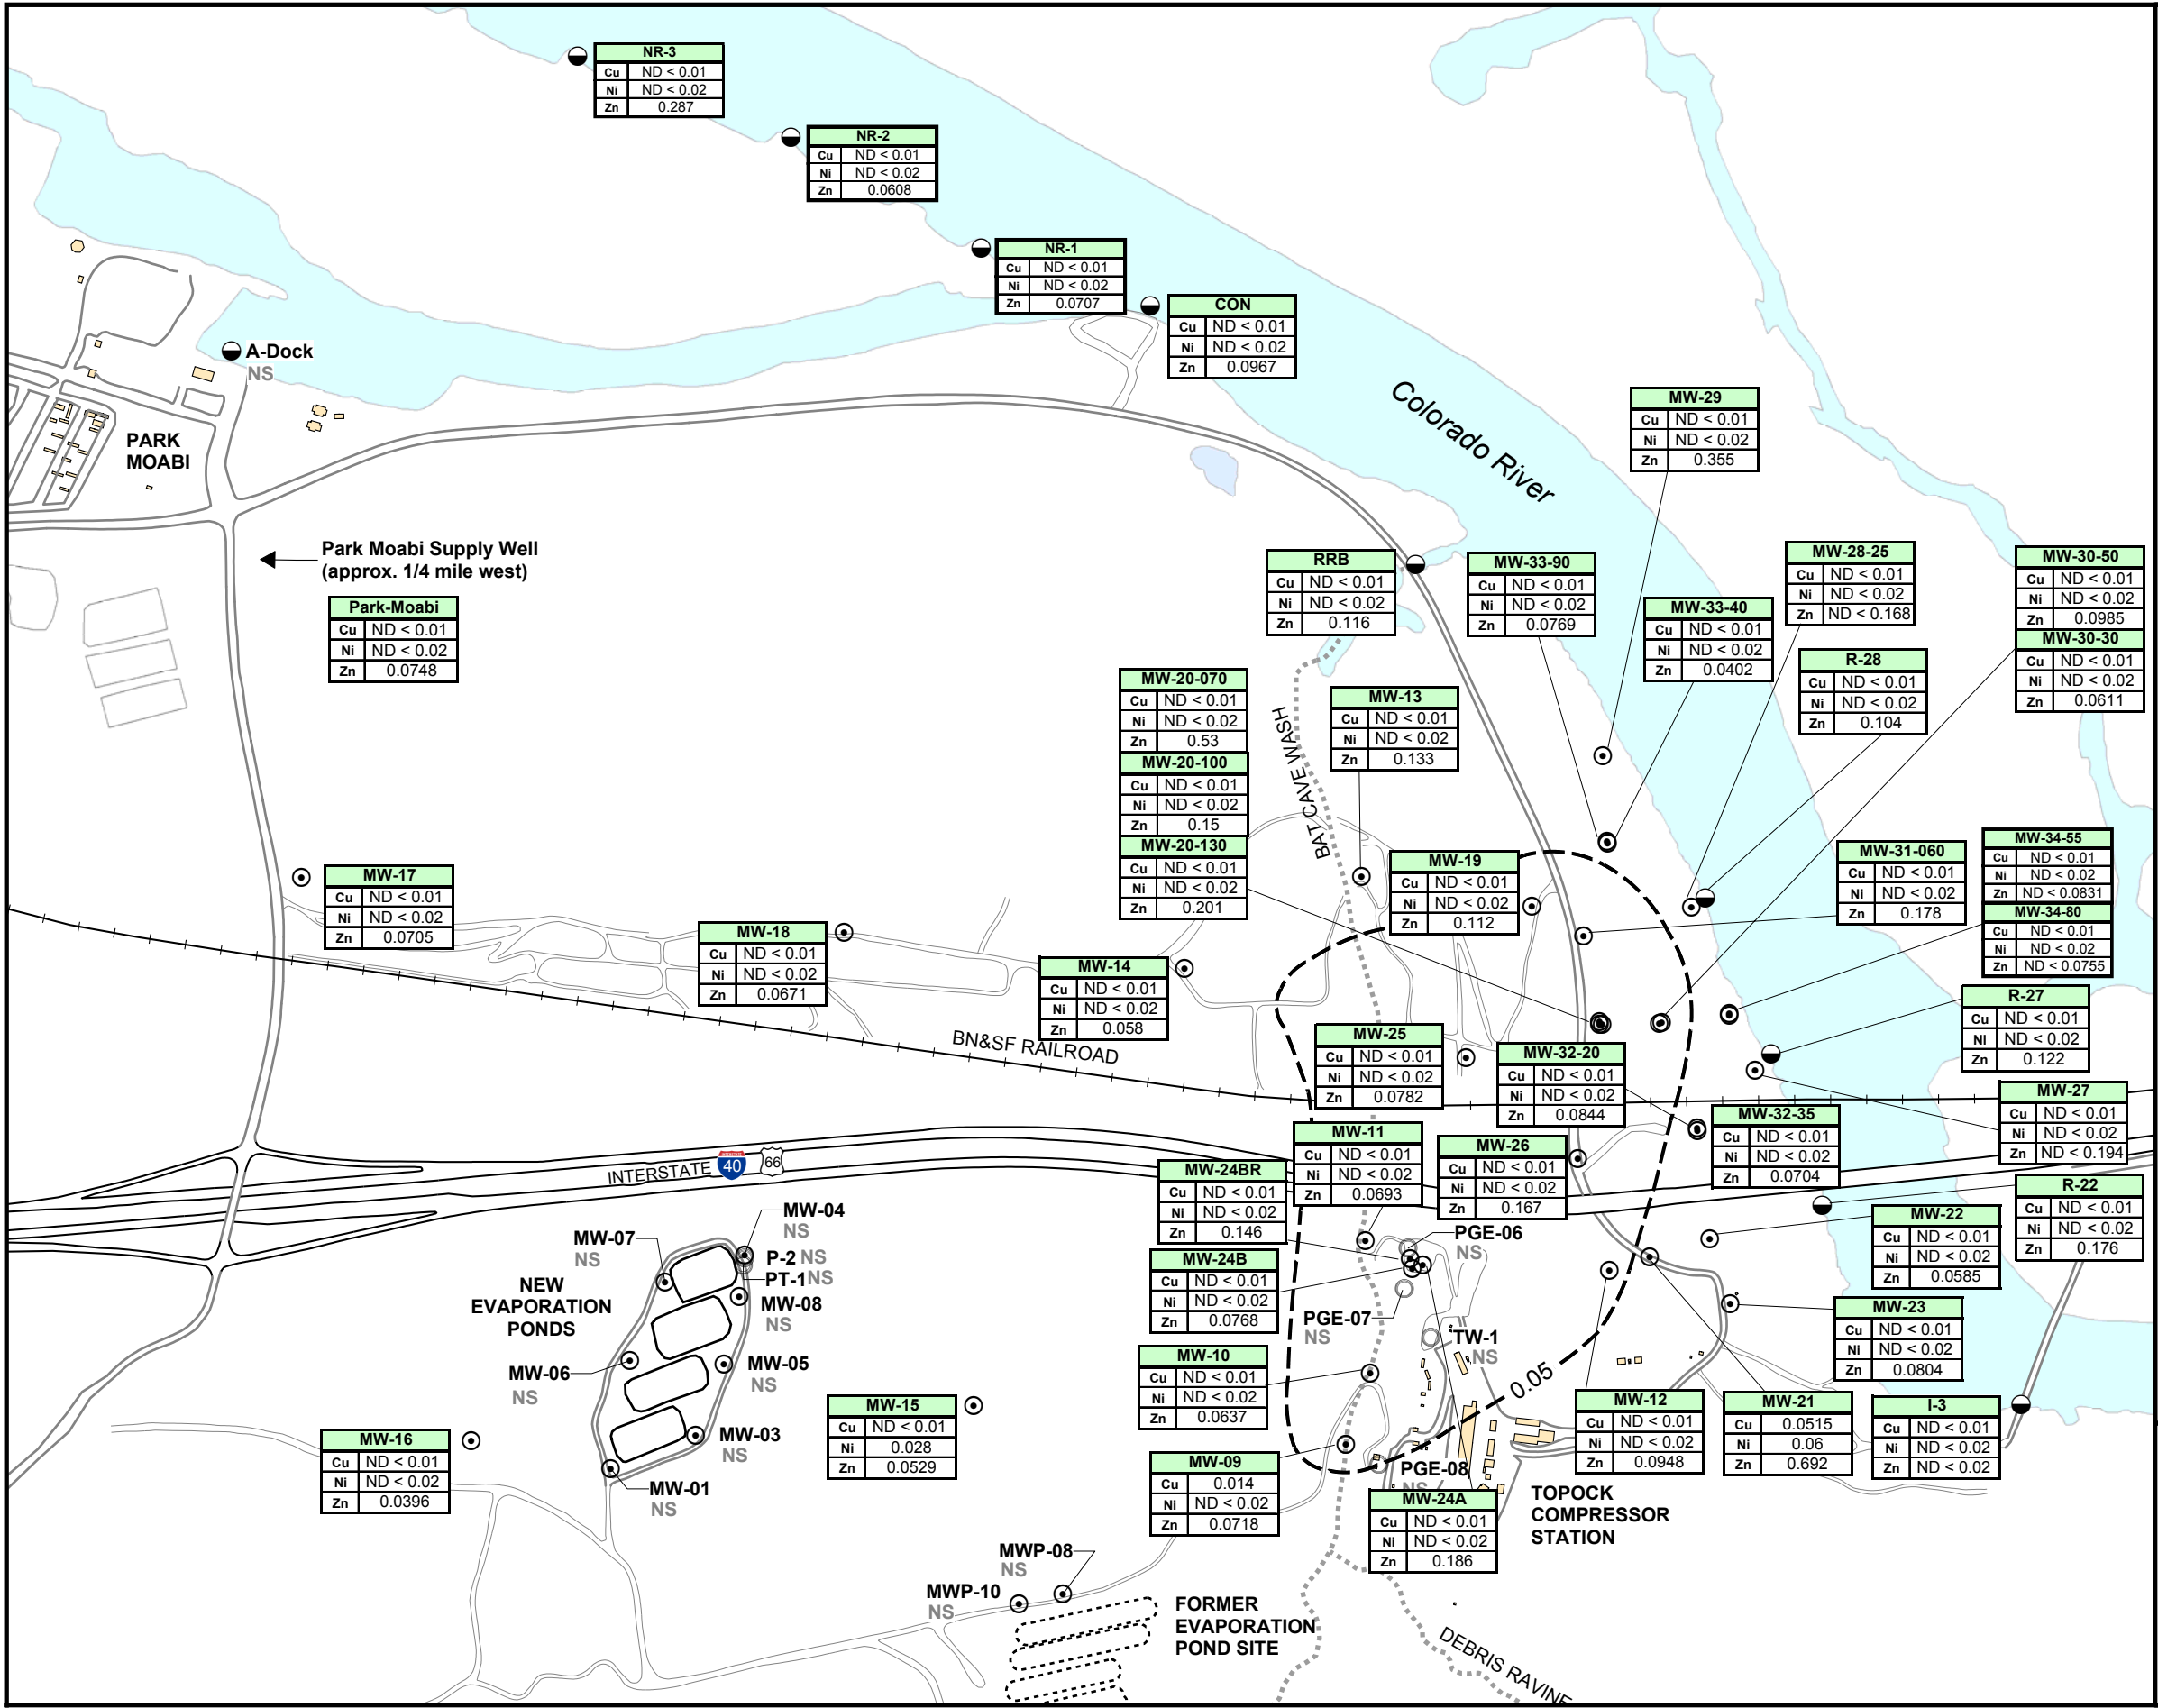 NR-3
Cu ND < 0.01
Ni ND < 0.02
Zn 0.287
NR-2
Cu ND < 0.01
Ni ND < 0.02
Zn 0.0608
NR-1
Cu ND < 0.01
Ni ND < 0.02
Zn 0.0707
CON
Cu ND < 0.01
Ni ND < 0.02
Zn 0.0967
A-Dock
NS
PARK
MOABI
Colorado River
MW-29
Cu ND < 0.01
Ni ND < 0.02
Zn 0.355
Park Moabi Supply Well
(approx. 1/4 mile west)
Park-Moabi
Cu ND < 0.01
Ni ND < 0.02
Zn 0.0748
RRB
Cu ND < 0.01
Ni ND < 0.02
Zn 0.116
MW-33-90
Cu ND < 0.01
Ni ND < 0.02
Zn 0.0769
MW-33-40
Cu ND < 0.01
Ni ND < 0.02
Zn 0.0402
MW-28-25
Cu ND < 0.01
Ni ND < 0.02
Zn ND < 0.168
MW-30-50
Cu ND < 0.01
Ni ND < 0.02
Zn 0.0985
MW-30-30
Cu ND < 0.01
Ni ND < 0.02
Zn 0.0611
R-28
Cu ND < 0.01
Ni ND < 0.02
Zn 0.104
MW-20-070
Cu ND < 0.01
Ni ND < 0.02
Zn 0.53
MW-20-100
Cu ND < 0.01
Ni ND < 0.02
Zn 0.15
MW-20-130
Cu ND < 0.01
Ni ND < 0.02
Zn 0.201
BAT CAVE WASH
MW-13
Cu ND < 0.01
Ni ND < 0.02
Zn 0.133
MW-19
Cu ND < 0.01
Ni ND < 0.02
Zn 0.112
MW-31-060
Cu ND < 0.01
Ni ND < 0.02
Zn 0.178
MW-34-55
Cu ND < 0.01
Ni ND < 0.02
Zn ND < 0.0831
MW-34-80
Cu ND < 0.01
Ni ND < 0.02
Zn ND < 0.0755
MW-17
Cu ND < 0.01
Ni ND < 0.02
Zn 0.0705
MW-18
Cu ND < 0.01
Ni ND < 0.02
Zn 0.0671
MW-14
Cu ND < 0.01
Ni ND < 0.02
Zn 0.058
BN&SF RAILROAD
R-27
Cu ND < 0.01
Ni ND < 0.02
Zn 0.122
MW-25
Cu ND < 0.01
Ni ND < 0.02
Zn 0.0782
MW-32-20
Cu ND < 0.01
Ni ND < 0.02
Zn 0.0844
MW-27
Cu ND < 0.01
Ni ND < 0.02
Zn ND < 0.194
MW-32-35
Cu ND < 0.01
Ni ND < 0.02
Zn 0.0704
MW-11
Cu ND < 0.01
Ni ND < 0.02
Zn 0.0693
MW-26
Cu ND < 0.01
Ni ND < 0.02
Zn 0.167
INTERSTATE 40 66
MW-24BR
Cu ND < 0.01
Ni ND < 0.02
Zn 0.146
R-22
Cu ND < 0.01
Ni ND < 0.02
Zn 0.176
MW-22
Cu ND < 0.01
Ni ND < 0.02
Zn 0.0585
MW-04
NS
MW-07
NS
P-2 NS
PT-1 NS
PGE-06
NS
MW-24B
Cu ND < 0.01
Ni ND < 0.02
Zn 0.0768
NEW
EVAPORATION
PONDS
MW-08
NS
PGE-07
NS
MW-23
Cu ND < 0.01
Ni ND < 0.02
Zn 0.0804
TW-1
NS
MW-06
NS
MW-05
NS
MW-10
Cu ND < 0.01
Ni ND < 0.02
Zn 0.0637
0.05
MW-12
Cu ND < 0.01
Ni ND < 0.02
Zn 0.0948
MW-21
Cu 0.0515
Ni 0.06
Zn 0.692
I-3
Cu ND < 0.01
Ni ND < 0.02
Zn ND < 0.02
MW-15
Cu ND < 0.01
Ni 0.028
Zn 0.0529
MW-16
Cu ND < 0.01
Ni ND < 0.02
Zn 0.0396
MW-03
NS
MW-01
NS
MW-09
Cu 0.014
Ni ND < 0.02
Zn 0.0718
PGE-08
NS
MW-24A
Cu ND < 0.01
Ni ND < 0.02
Zn 0.186
TOPOCK
COMPRESSOR
STATION
MWP-08
NS
MWP-10
NS
FORMER
EVAPORATION
POND SITE
DEBRIS RAVINE